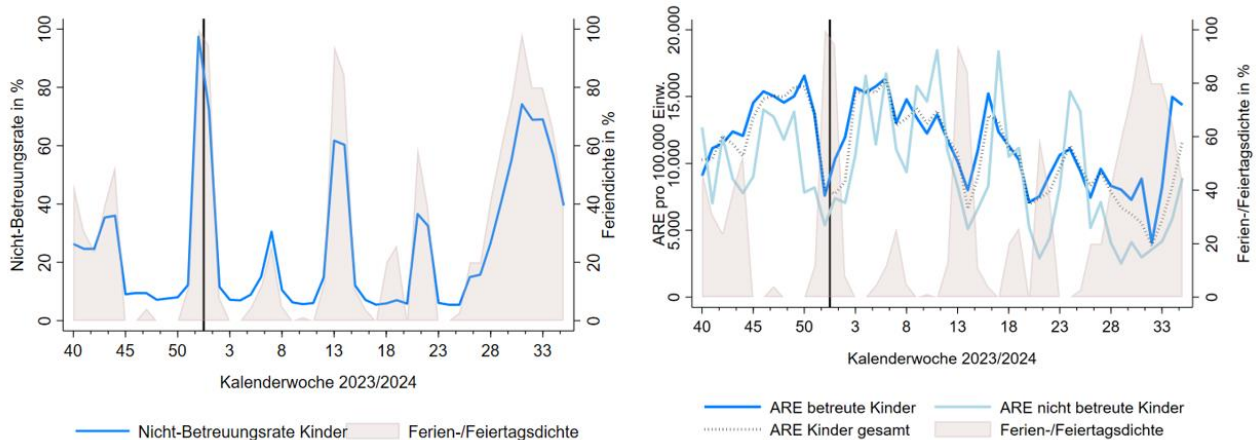 Nicht-Betreuungsrate in %
100
80
60
40
20
0
100
80
60
40
20
0
Feriendichte in %
40 45 50 3 8 13 18 23 28 33
Kalenderwoche 2023/2024
Nicht-Betreuungsrate Kinder Ferien-/Feiertagsdichte
ARE pro 100.000 Einw.
20.000
15.000
10.000
5.000
0
100
80
60
40
20
0
Ferien-/Feiertagsdichte in %
40 45 50 3 8 13 18 23 28 33
Kalenderwoche 2023/2024
ARE betreute Kinder ARE nicht betreute Kinder
ARE Kinder gesamt Ferien-/Feiertagsdichte